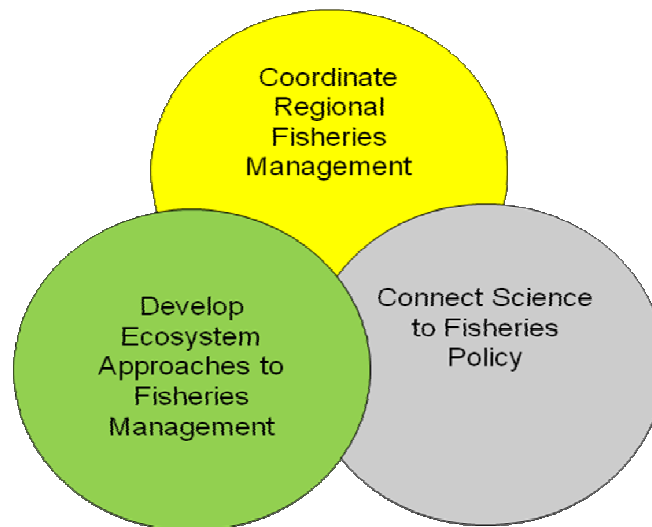 Coordinate
Regional
Fisheries
Management
Develop
Ecosystem
Approaches to
Fisheries
Management
Connect Science
to Fisheries
Policy